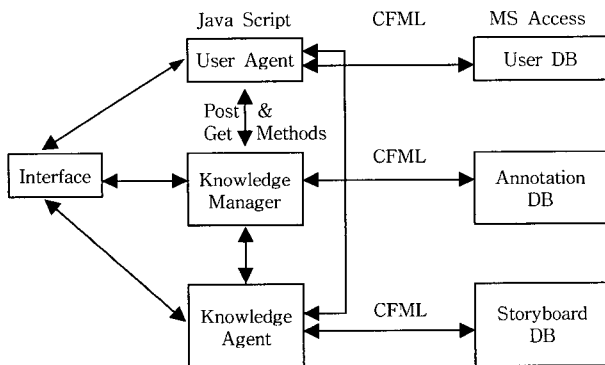 Java Script
CFML
MS Access
User Agent
User DB
Post &
Get Methods
Interface
Knowledge
Manager
CFML
Annotation
DB
Knowledge
Agent
CFML
Storyboard
DB